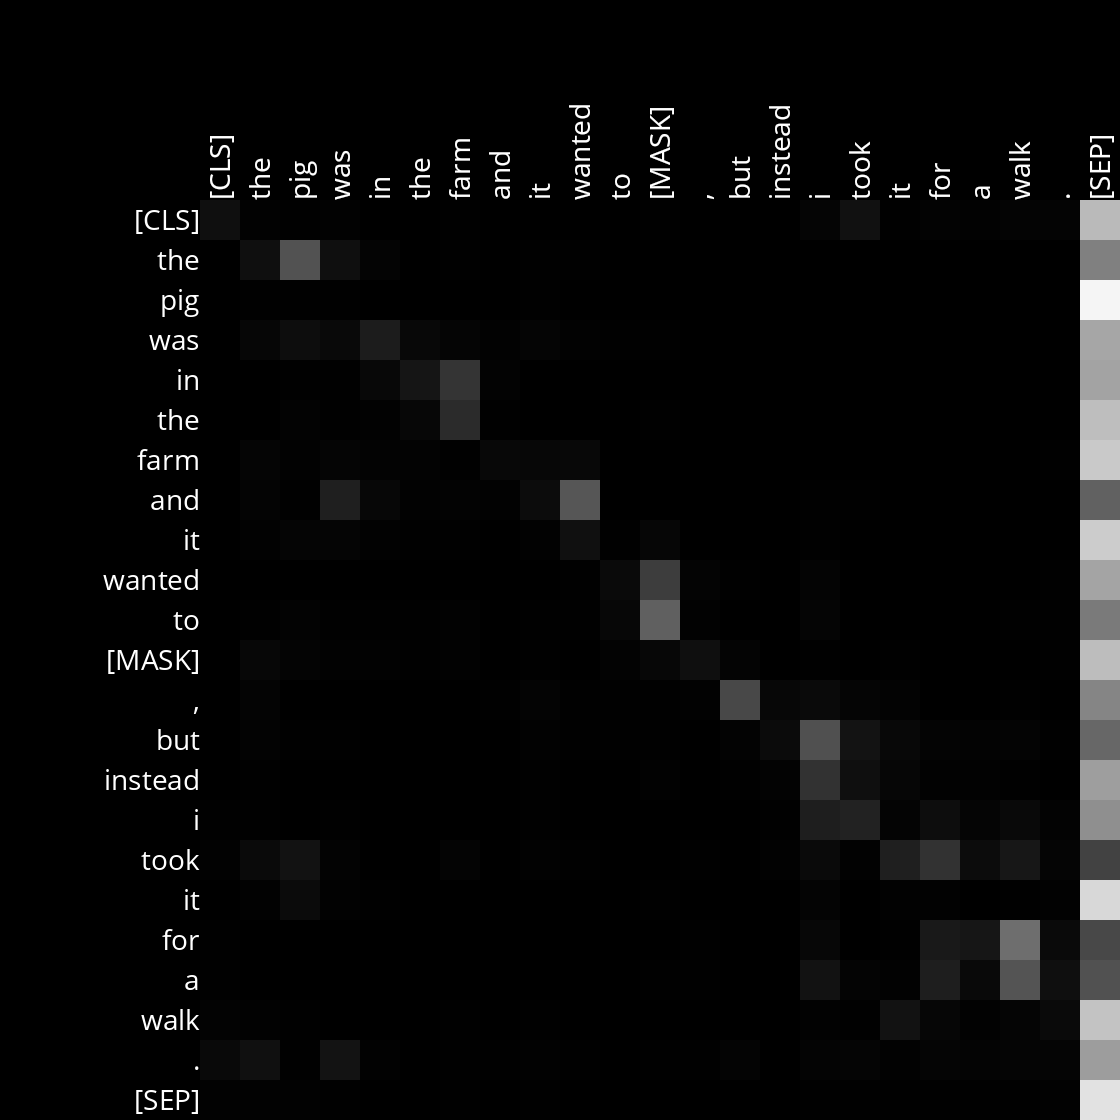 [CLS] the pig was in the farm and it wanted to [MASK] , but instead i took it for a walk . [SEP]
[CLS]
the
pig
was
in
the
farm
and
it
wanted
to
[MASK]
,
but
instead
i
took
it
for
a
walk
.
[SEP]